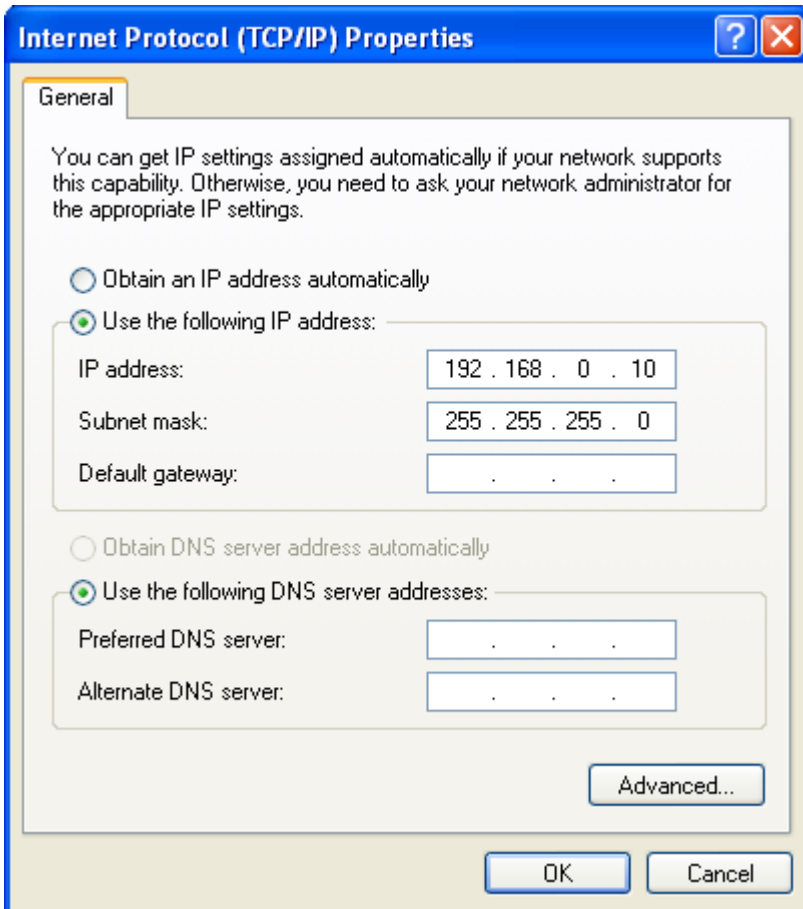 Internet Protocol (TCP/IP) Properties
General
You can get IP settings assigned automatically if your network supports
this capability. Otherwise, you need to ask your network administrator for
the appropriate IP settings.
Obtain an IP address automatically
Use the following IP address:
IP address: 192 . 168 . 0 . 10
Subnet mask: 255 . 255 . 255 . 0
Default gateway: . . .
Obtain DNS server address automatically
Use the following DNS server addresses:
Preferred DNS server: . . .
Alternate DNS server: . . .
Advanced...
OK Cancel